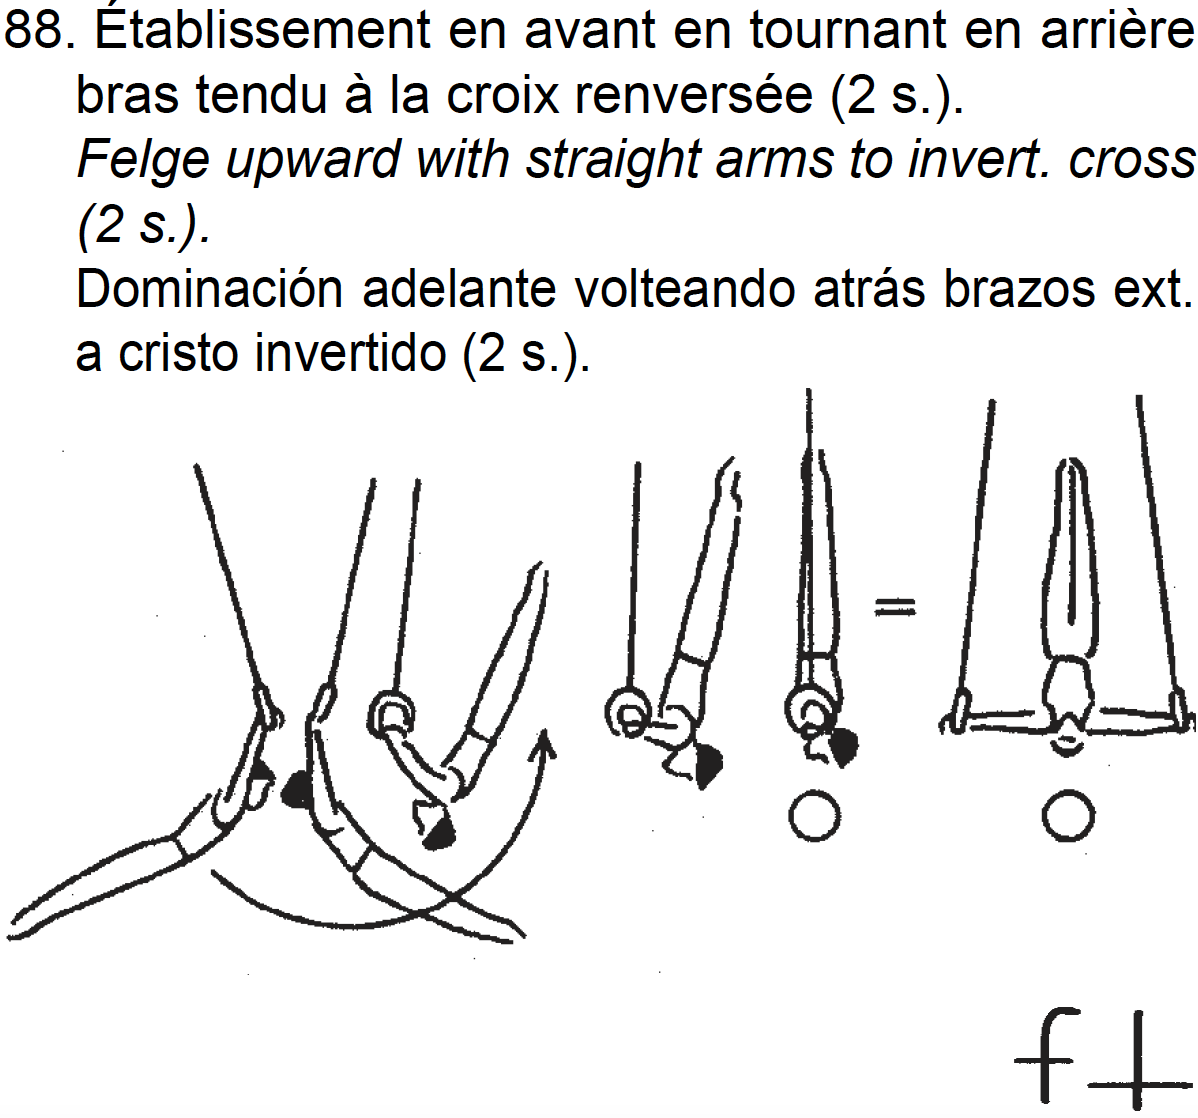 88. Établissement en avant en tournant en arrière
bras tendu à la croix renversée (2 s.).
Felge upward with straight arms to invert. cross
(2 s.).
Dominación adelante volteando atrás brazos ext.
a cristo invertido (2 s.).
=